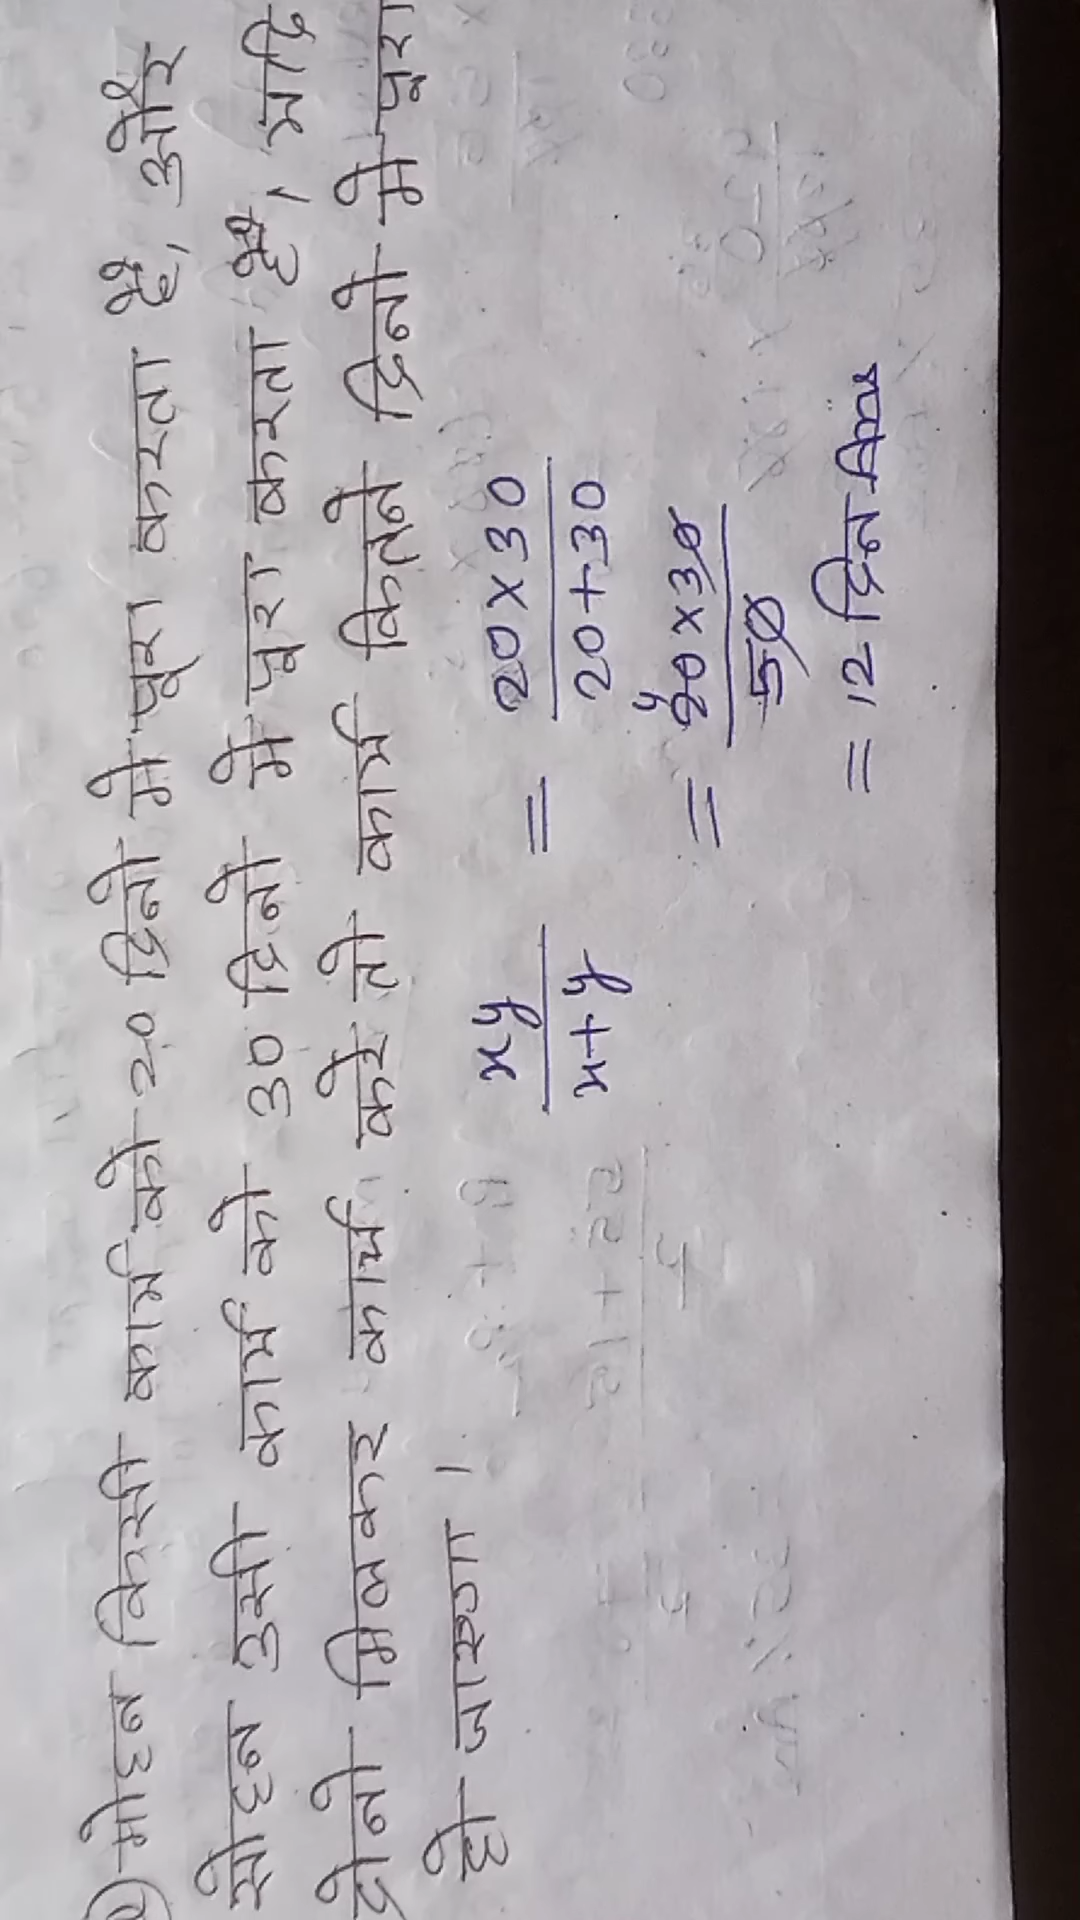 मोहन किसी कार्य को 20 दिनो मे पूरा करता है, और
सोहन उसी कार्य को 30 दिनो मे पूरा करता है, यदि
दोनो मिलकर कार्य करे तो कार्य कितने दिनो मे पूरा
हो जाएगा ।
xy/x+y = 20×30/20+30
= 20×30/50
= 12 दिन Ans